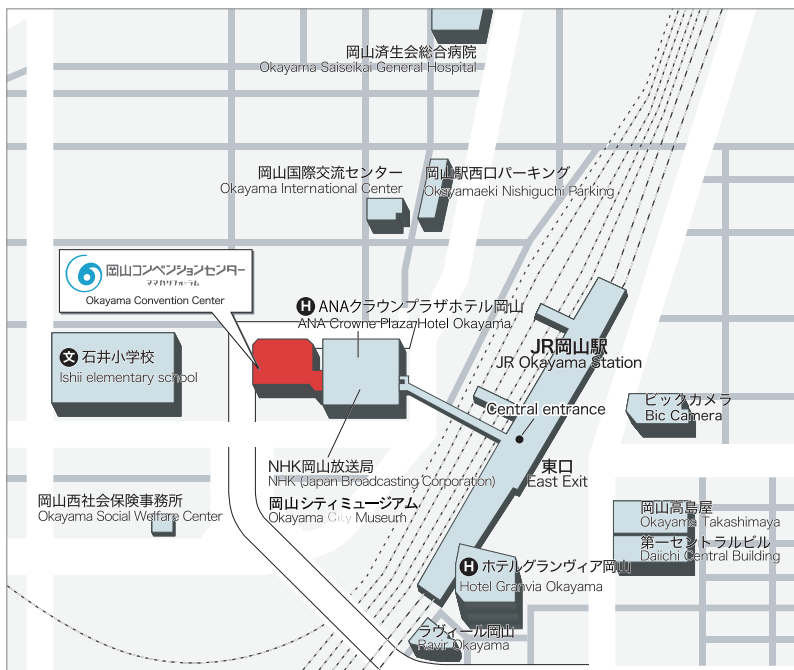 岡山済生会総合病院
Okayama Saiseikai General Hospital
岡山国際交流センター
Okayama International Center
岡山駅西口パーキング
Okayamaeki Nishiguchi Parking
岡山コンベンションセンター
ママカリフォーラム
Okayama Convention Center
H ANAクラウンプラザホテル岡山
ANA Crowne Plaza Hotel Okayama
文 石井小学校
Ishii elementary school
JR岡山駅
JR Okayama Station
Central entrance
ビックカメラ
Bic Camera
東口
East Exit
NHK岡山放送局
NHK (Japan Broadcasting Corporation)
岡山シティミュージアム
Okayama City Museum
岡山西社会保険事務所
Okayama Social Welfare Center
岡山高島屋
Okayama Takashimaya
第一セントラルビル
Daiichi Central Building
H ホテルグランヴィア岡山
Hotel Granvia Okayama
ラヴィール岡山
Ravir Okayama